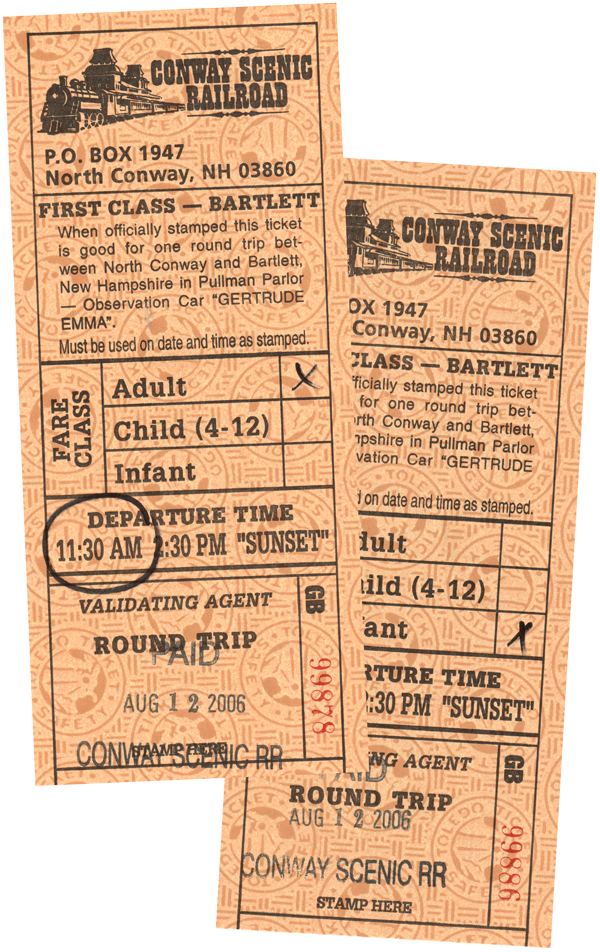 CONWAY SCENIC
RAILROAD
P.O. BOX 1947
North Conway, NH 03860
FIRST CLASS — BARTLETT
When officially stamped this ticket
is good for one round trip bet-
ween North Conway and Bartlett,
New Hampshire in Pullman Parlor
— Observation Car "GERTRUDE
EMMA".
Must be used on date and time as stamped.
FARE CLASS
Adult X
Child (4-12)
Infant
DEPARTURE TIME
11:30 AM 2:30 PM "SUNSET"
VALIDATING AGENT
GB
ROUND TRIP
PAID
AUG 12 2006
STAMP HERE
CONWAY SCENIC RR
99878
CONWAY SCENIC
RAILROAD
OX 1947
Conway, NH 03860
CLASS — BARTLETT
ficially stamped this ticket
for one round trip bet-
rth Conway and Bartlett,
mpshire in Pullman Parlor
vation Car "GERTRUDE
d on date and time as stamped.
dult
ild (4-12)
ant X
RTURE TIME
:30 PM "SUNSET"
NG AGENT
GB
PAID
ROUND TRIP
AUG 12 2006
CONWAY SCENIC RR
STAMP HERE
98866